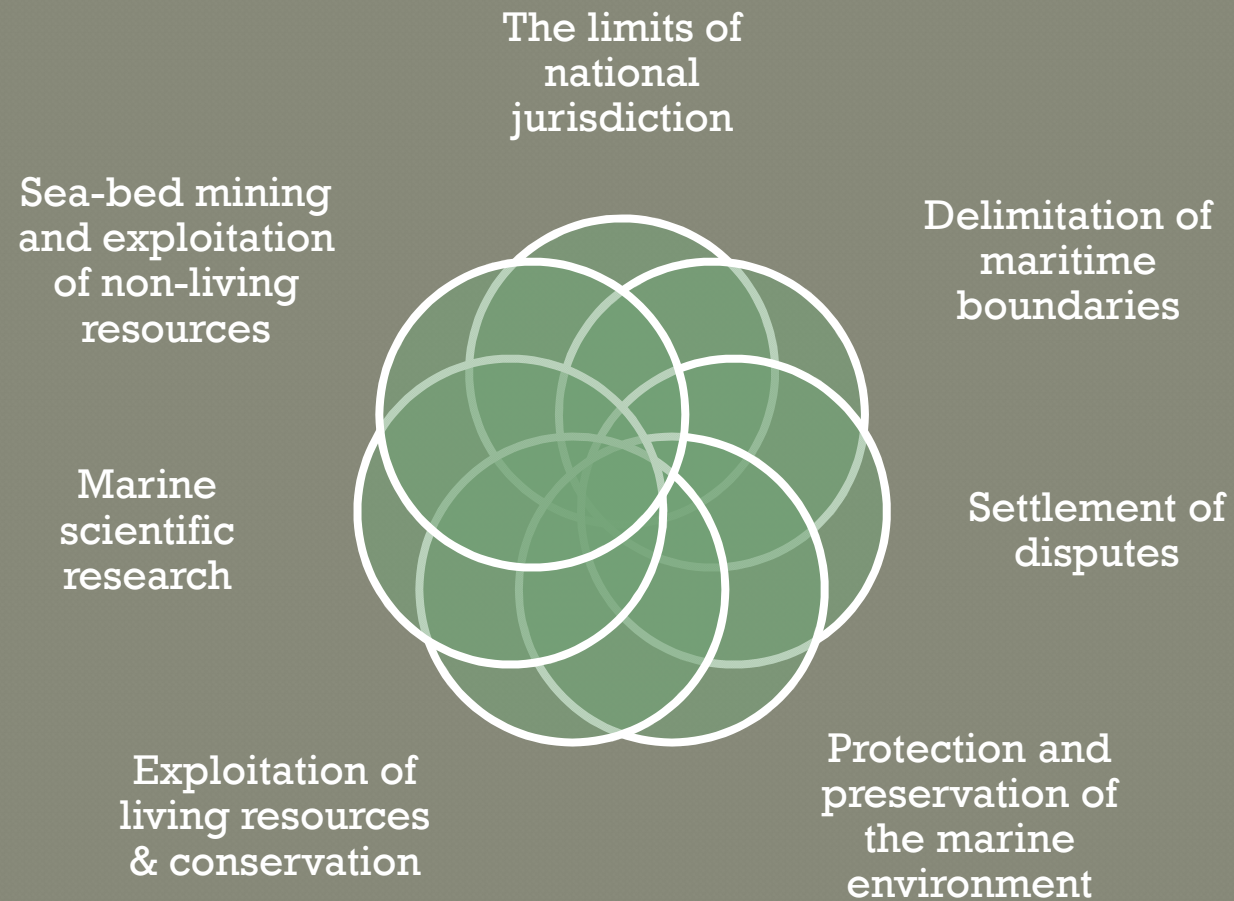 The limits of
national
jurisdiction
Delimitation of
maritime
boundaries
Settlement of
disputes
Protection and
preservation of
the marine
environment
Exploitation of
living resources
& conservation
Marine
scientific
research
Sea-bed mining
and exploitation
of non-living
resources